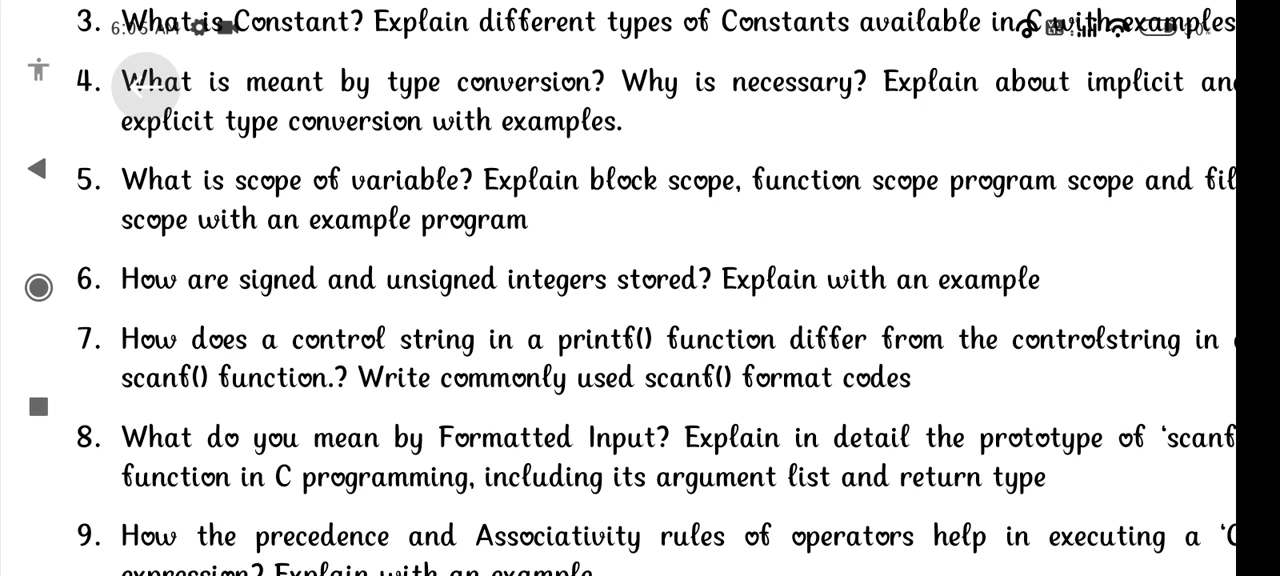 3. What is Constant? Explain different types of Constants available in C with examples
4. What is meant by type conversion? Why is necessary? Explain about implicit an
explicit type conversion with examples.
5. What is scope of variable? Explain block scope, function scope program scope and fil
scope with an example program
6. How are signed and unsigned integers stored? Explain with an example
7. How does a control string in a printf() function differ from the controlstring in
scanf() function.? Write commonly used scanf() format codes
8. What do you mean by Formatted Input? Explain in detail the prototype of ‘scanf
function in C programming, including its argument list and return type
9. How the precedence and Associativity rules of operators help in executing a ‘C
expression? Explain with an example